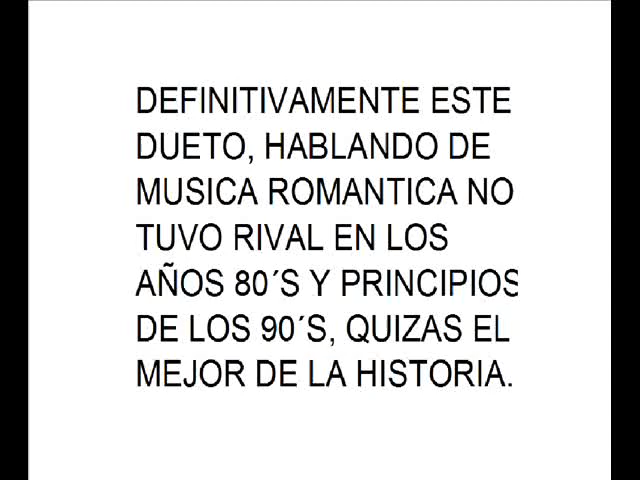 DEFINITIVAMENTE ESTE
DUETO, HABLANDO DE
MUSICA ROMANTICA NO
TUVO RIVAL EN LOS
AÑOS 80´S Y PRINCIPIOS
DE LOS 90´S, QUIZAS EL
MEJOR DE LA HISTORIA.